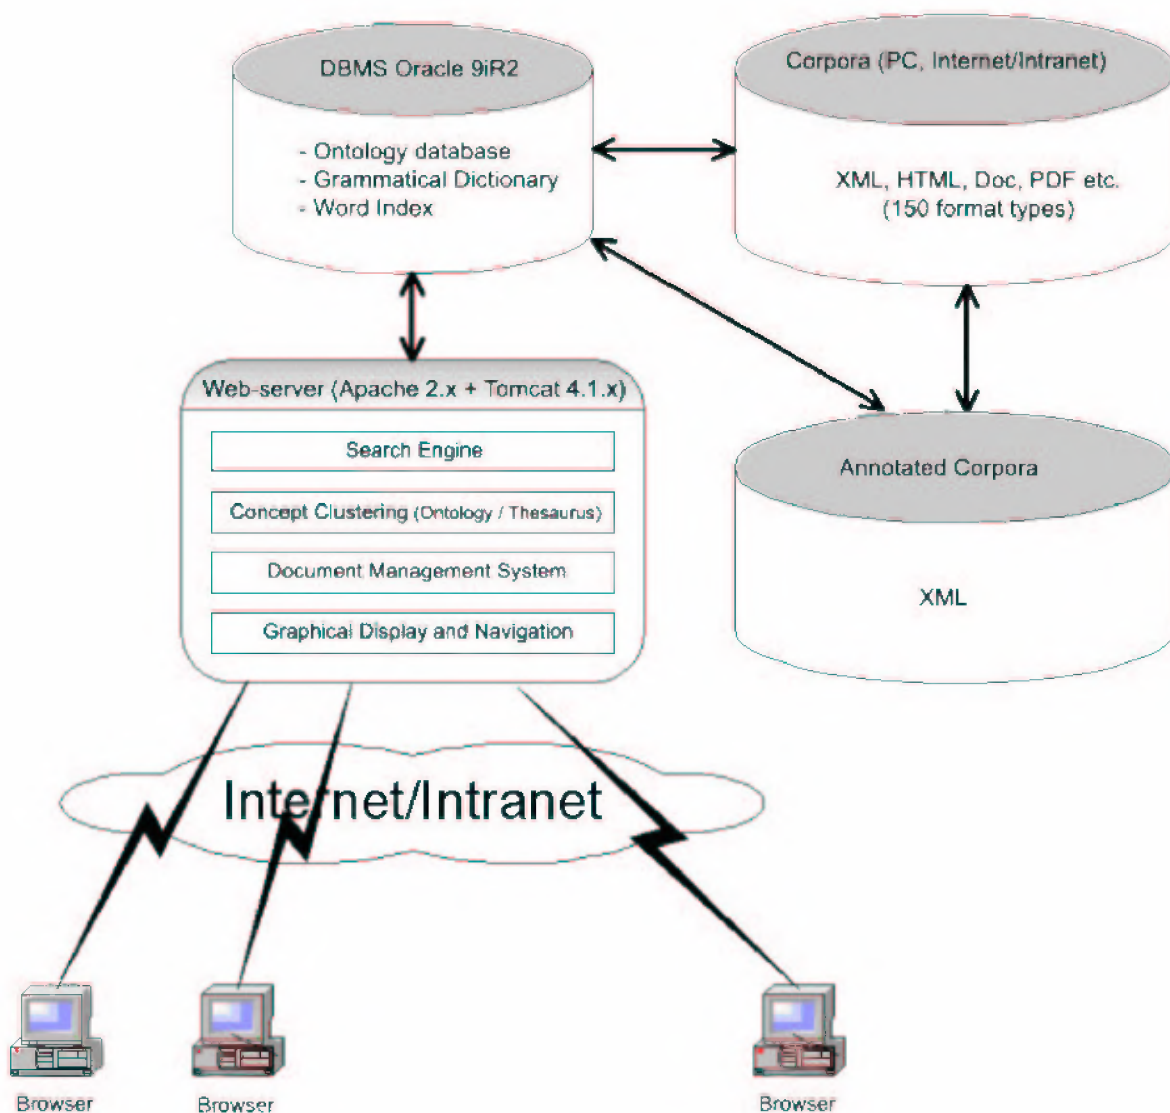 DBMS Oracle 9iR2
- Ontology database
- Grammatical Dictionary
- Word Index
Corpora (PC, Internet/Intranet)
XML, HTML, Doc, PDF etc.
(150 format types)
Web-server (Apache 2.x + Tomcat 4.1.x)
Search Engine
Concept Clustering (Ontology / Thesaurus)
Document Management System
Graphical Display and Navigation
Annotated Corpora
XML
Internet/Intranet
Browser
Browser
Browser